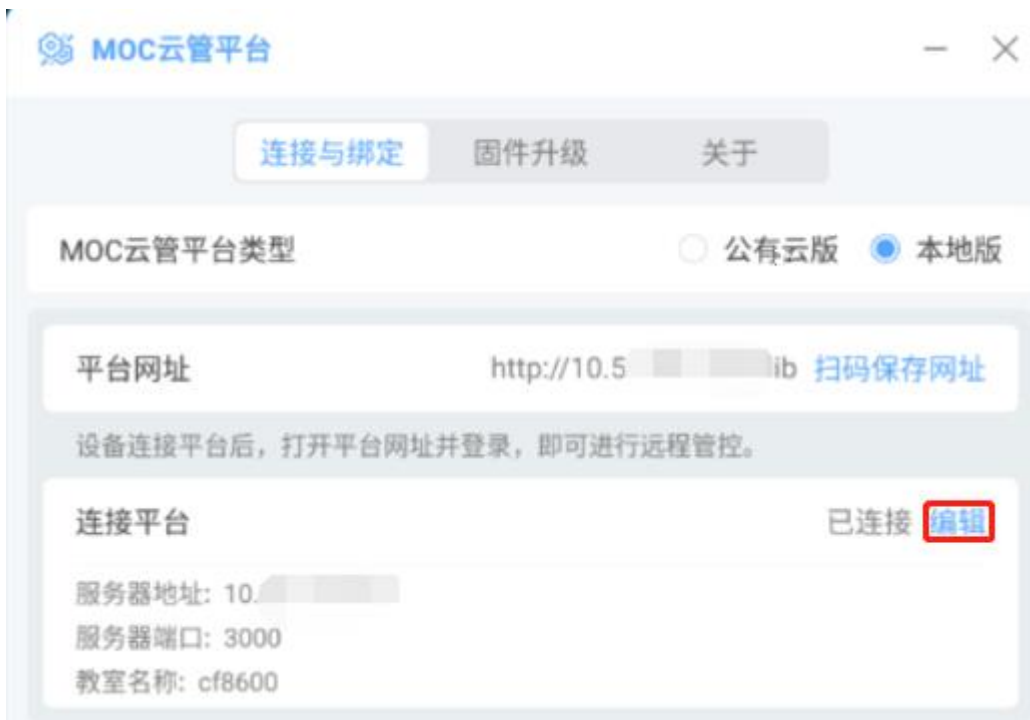 MOC云管平台
连接与绑定 固件升级 关于
MOC云管平台类型 公有云版 本地版
平台网址 http://10.5 lib 扫码保存网址
设备连接平台后，打开平台网址并登录，即可进行远程管控。
连接平台 已连接 编辑
服务器地址: 10.
服务器端口: 3000
教室名称: cf8600